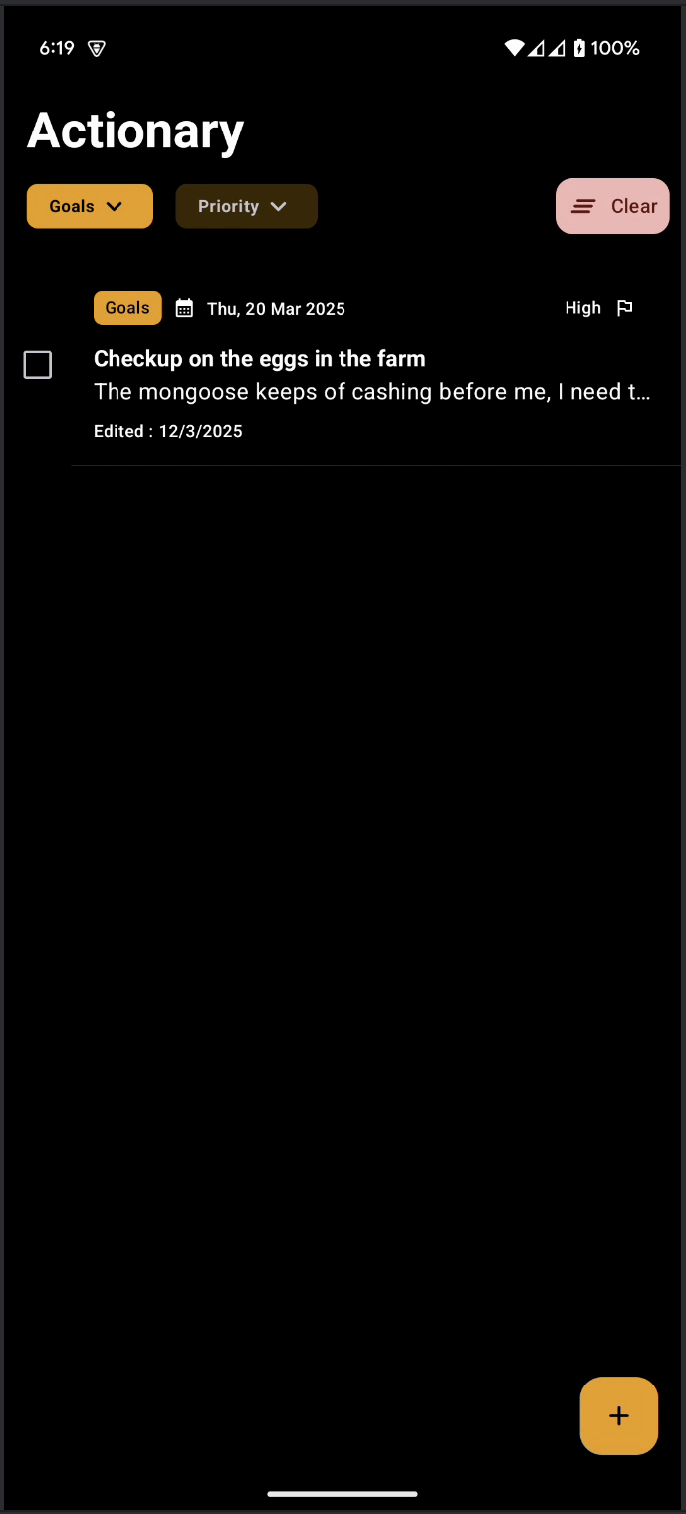 6:19 100%
Actionary
Goals Priority Clear
Goals Thu, 20 Mar 2025 High
Checkup on the eggs in the farm
The mongoose keeps of cashing before me, I need t...
Edited : 12/3/2025